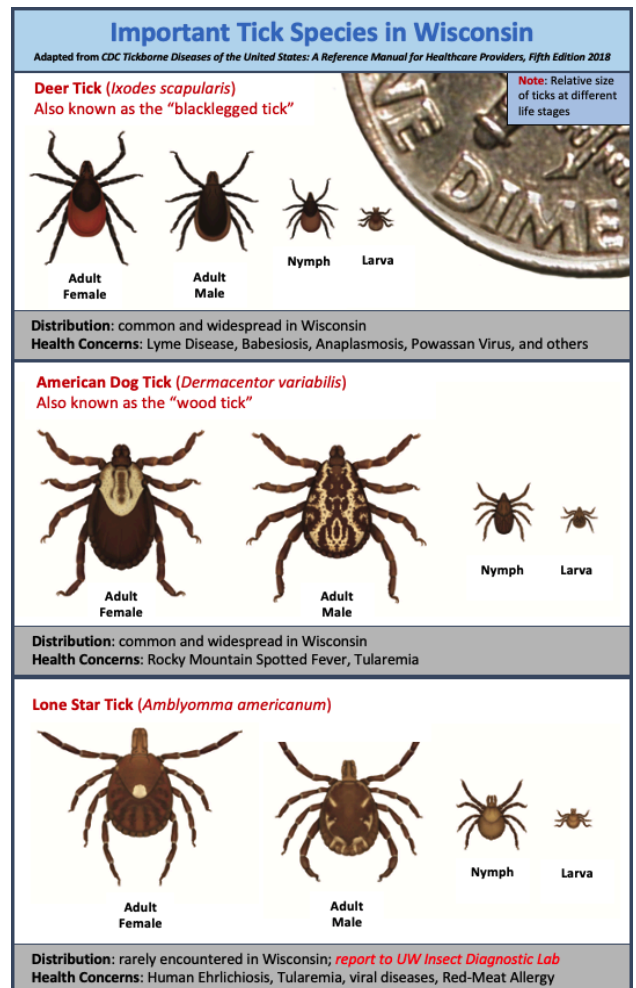 Important Tick Species in Wisconsin
Adapted from CDC Tickborne Diseases of the United States: A Reference Manual for Healthcare Providers, Fifth Edition 2018
Deer Tick (Ixodes scapularis)
Also known as the “blacklegged tick”
Note: Relative size
of ticks at different
life stages
NE DIME
Adult
Female
Adult
Male
Nymph
Larva
Distribution: common and widespread in Wisconsin
Health Concerns: Lyme Disease, Babesiosis, Anaplasmosis, Powassan Virus, and others
American Dog Tick (Dermacentor variabilis)
Also known as the “wood tick”
Adult
Female
Adult
Male
Nymph
Larva
Distribution: common and widespread in Wisconsin
Health Concerns: Rocky Mountain Spotted Fever, Tularemia
Lone Star Tick (Amblyomma americanum)
Adult
Female
Adult
Male
Nymph
Larva
Distribution: rarely encountered in Wisconsin; report to UW Insect Diagnostic Lab
Health Concerns: Human Ehrlichiosis, Tularemia, viral diseases, Red-Meat Allergy